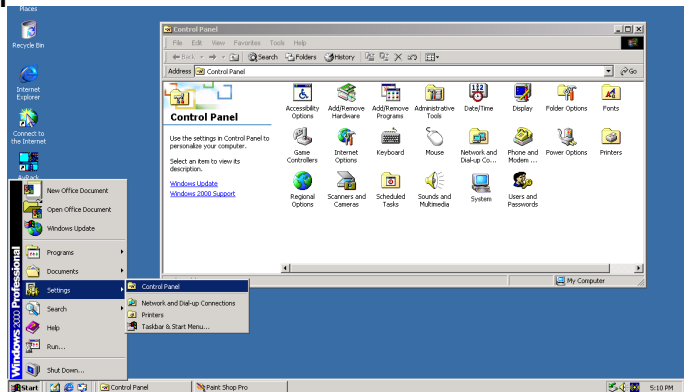 Places
Recycle Bin
Internet
Explorer
Connect to
the Internet
Control Panel
File Edit View Favorites Tools Help
Back Search Folders History
Address Control Panel Go
Control Panel
Use the settings in Control Panel to
personalize your computer.
Select an item to view its
description.
Windows Update
Windows 2000 Support
Accessibility
Options
Add/Remove
Hardware
Add/Remove
Programs
Administrative
Tools
Date/Time
Display
Folder Options
Fonts
Game
Controllers
Internet
Options
Keyboard
Mouse
Network and
Dial-up Co...
Phone and
Modem ...
Power Options
Printers
Regional
Options
Scanners and
Cameras
Scheduled
Tasks
Sounds and
Multimedia
System
Users and
Passwords
My Computer
New Office Document
Open Office Document
Windows Update
Programs
Documents
Settings
Search
Help
Run...
Shut Down...
Windows 2000 Professional
Control Panel
Network and Dial-up Connections
Printers
Taskbar & Start Menu...
Start
Control Panel
Paint Shop Pro
5:10 PM